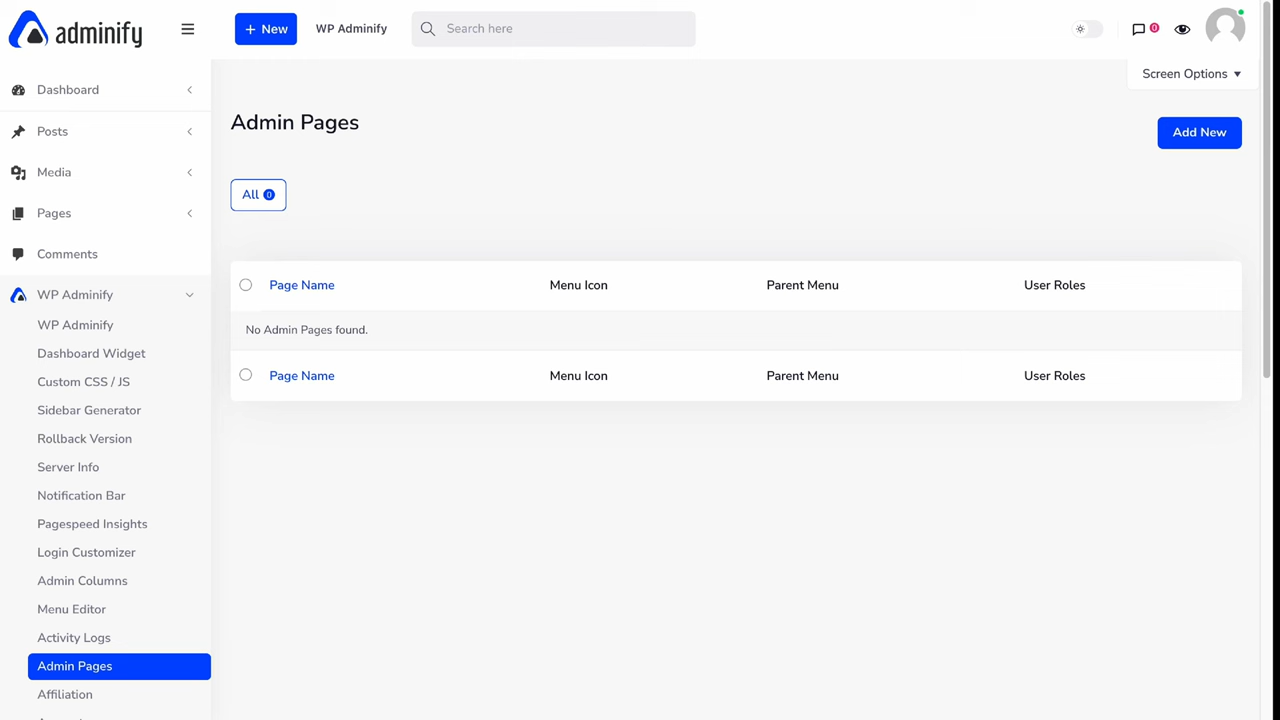 adminify
+ New
WP Adminify
Search here
0
Screen Options ▼
Dashboard
Posts
Media
Pages
Comments
WP Adminify
WP Adminify
Dashboard Widget
Custom CSS / JS
Sidebar Generator
Rollback Version
Server Info
Notification Bar
Pagespeed Insights
Login Customizer
Admin Columns
Menu Editor
Activity Logs
Admin Pages
Affiliation
Admin Pages
Add New
All 0
Page Name Menu Icon Parent Menu User Roles
No Admin Pages found.
Page Name Menu Icon Parent Menu User Roles